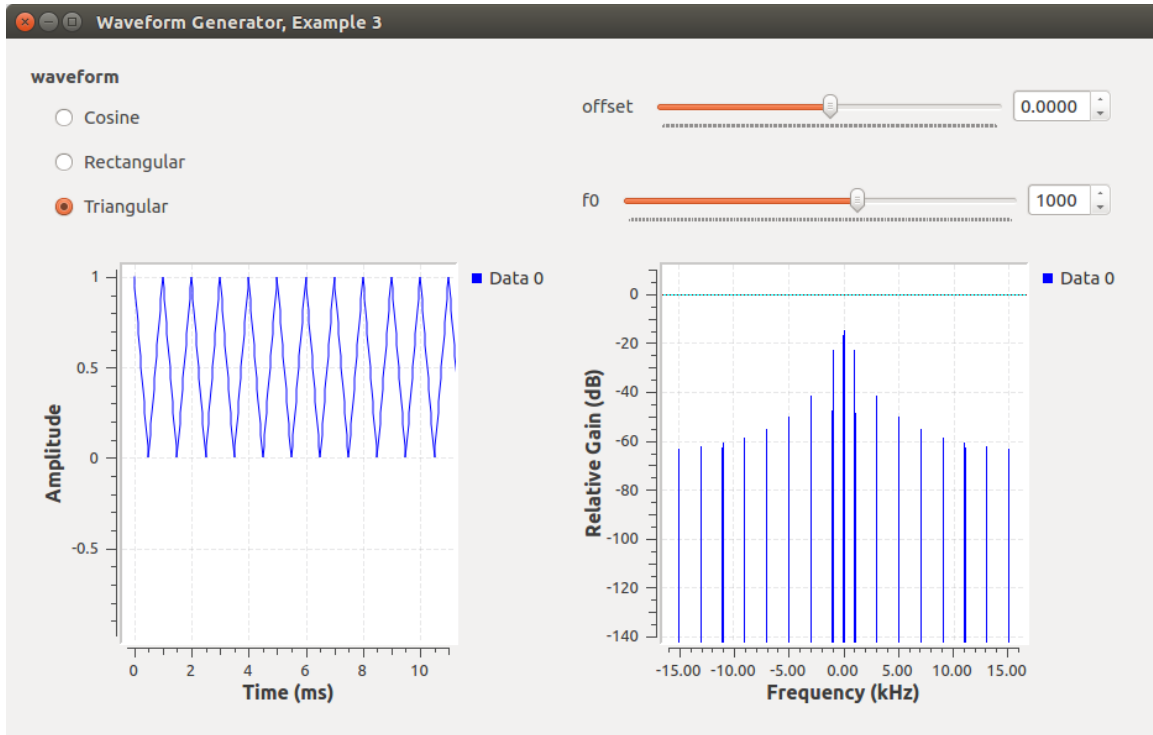 Waveform Generator, Example 3
waveform
Cosine
Rectangular
Triangular
offset
0.0000
f0
1000
1
0.5
0
-0.5
Amplitude
0 2 4 6 8 10
Time (ms)
Data 0
0
-20
-40
-60
-80
-100
-120
-140
Relative Gain (dB)
-15.00 -10.00 -5.00 0.00 5.00 10.00 15.00
Frequency (kHz)
Data 0